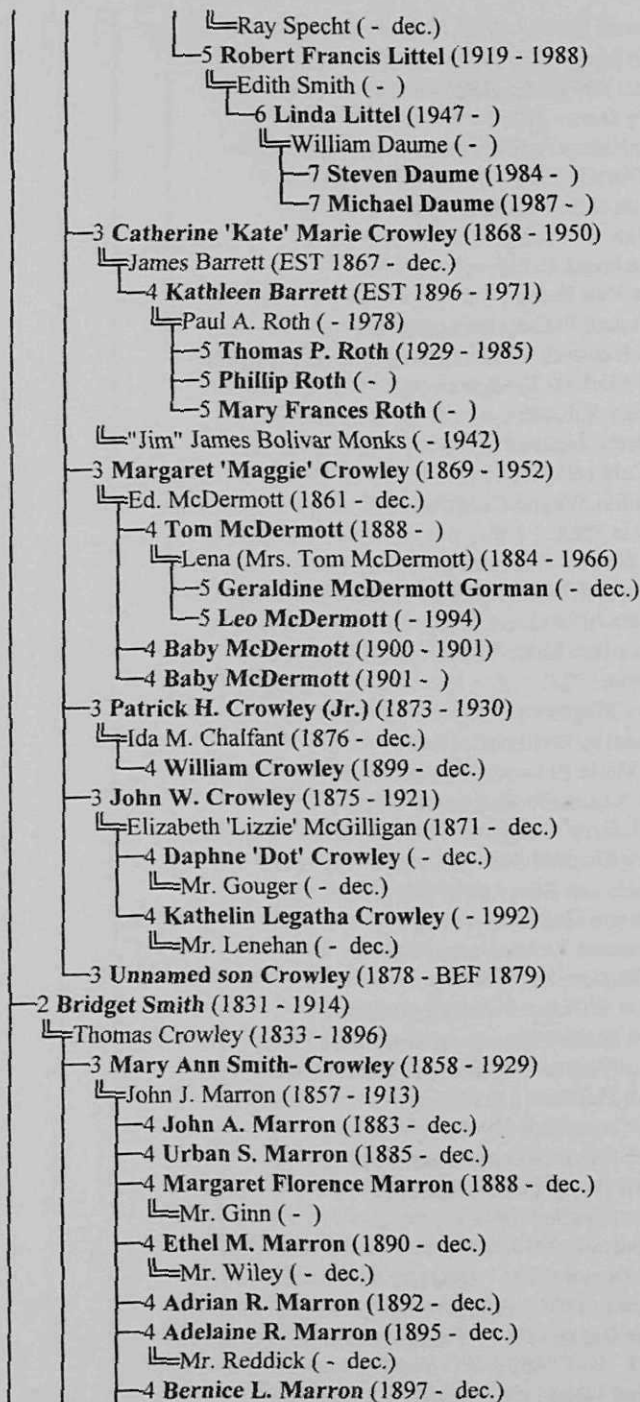 Ray Specht ( - dec.)
5 Robert Francis Littel (1919 - 1988)
Edith Smith ( - )
6 Linda Littel (1947 - )
William Daume ( - )
7 Steven Daume (1984 - )
7 Michael Daume (1987 - )
3 Catherine 'Kate' Marie Crowley (1868 - 1950)
James Barrett (EST 1867 - dec.)
4 Kathleen Barrett (EST 1896 - 1971)
Paul A. Roth ( - 1978)
5 Thomas P. Roth (1929 - 1985)
5 Phillip Roth ( - )
5 Mary Frances Roth ( - )
"Jim" James Bolivar Monks ( - 1942)
3 Margaret 'Maggie' Crowley (1869 - 1952)
Ed. McDermott (1861 - dec.)
4 Tom McDermott (1888 - )
Lena (Mrs. Tom McDermott) (1884 - 1966)
5 Geraldine McDermott Gorman ( - dec.)
5 Leo McDermott ( - 1994)
4 Baby McDermott (1900 - 1901)
4 Baby McDermott (1901 - )
3 Patrick H. Crowley (Jr.) (1873 - 1930)
Ida M. Chalfant (1876 - dec.)
4 William Crowley (1899 - dec.)
3 John W. Crowley (1875 - 1921)
Elizabeth 'Lizzie' McGilligan (1871 - dec.)
4 Daphne 'Dot' Crowley ( - dec.)
Mr. Gouger ( - dec.)
4 Kathelin Legatha Crowley ( - 1992)
Mr. Lenehan ( - dec.)
3 Unnamed son Crowley (1878 - BEF 1879)
2 Bridget Smith (1831 - 1914)
Thomas Crowley (1833 - 1896)
3 Mary Ann Smith- Crowley (1858 - 1929)
John J. Marron (1857 - 1913)
4 John A. Marron (1883 - dec.)
4 Urban S. Marron (1885 - dec.)
4 Margaret Florence Marron (1888 - dec.)
Mr. Ginn ( - )
4 Ethel M. Marron (1890 - dec.)
Mr. Wiley ( - dec.)
4 Adrian R. Marron (1892 - dec.)
4 Adelaine R. Marron (1895 - dec.)
Mr. Reddick ( - dec.)
4 Bernice L. Marron (1897 - dec.)